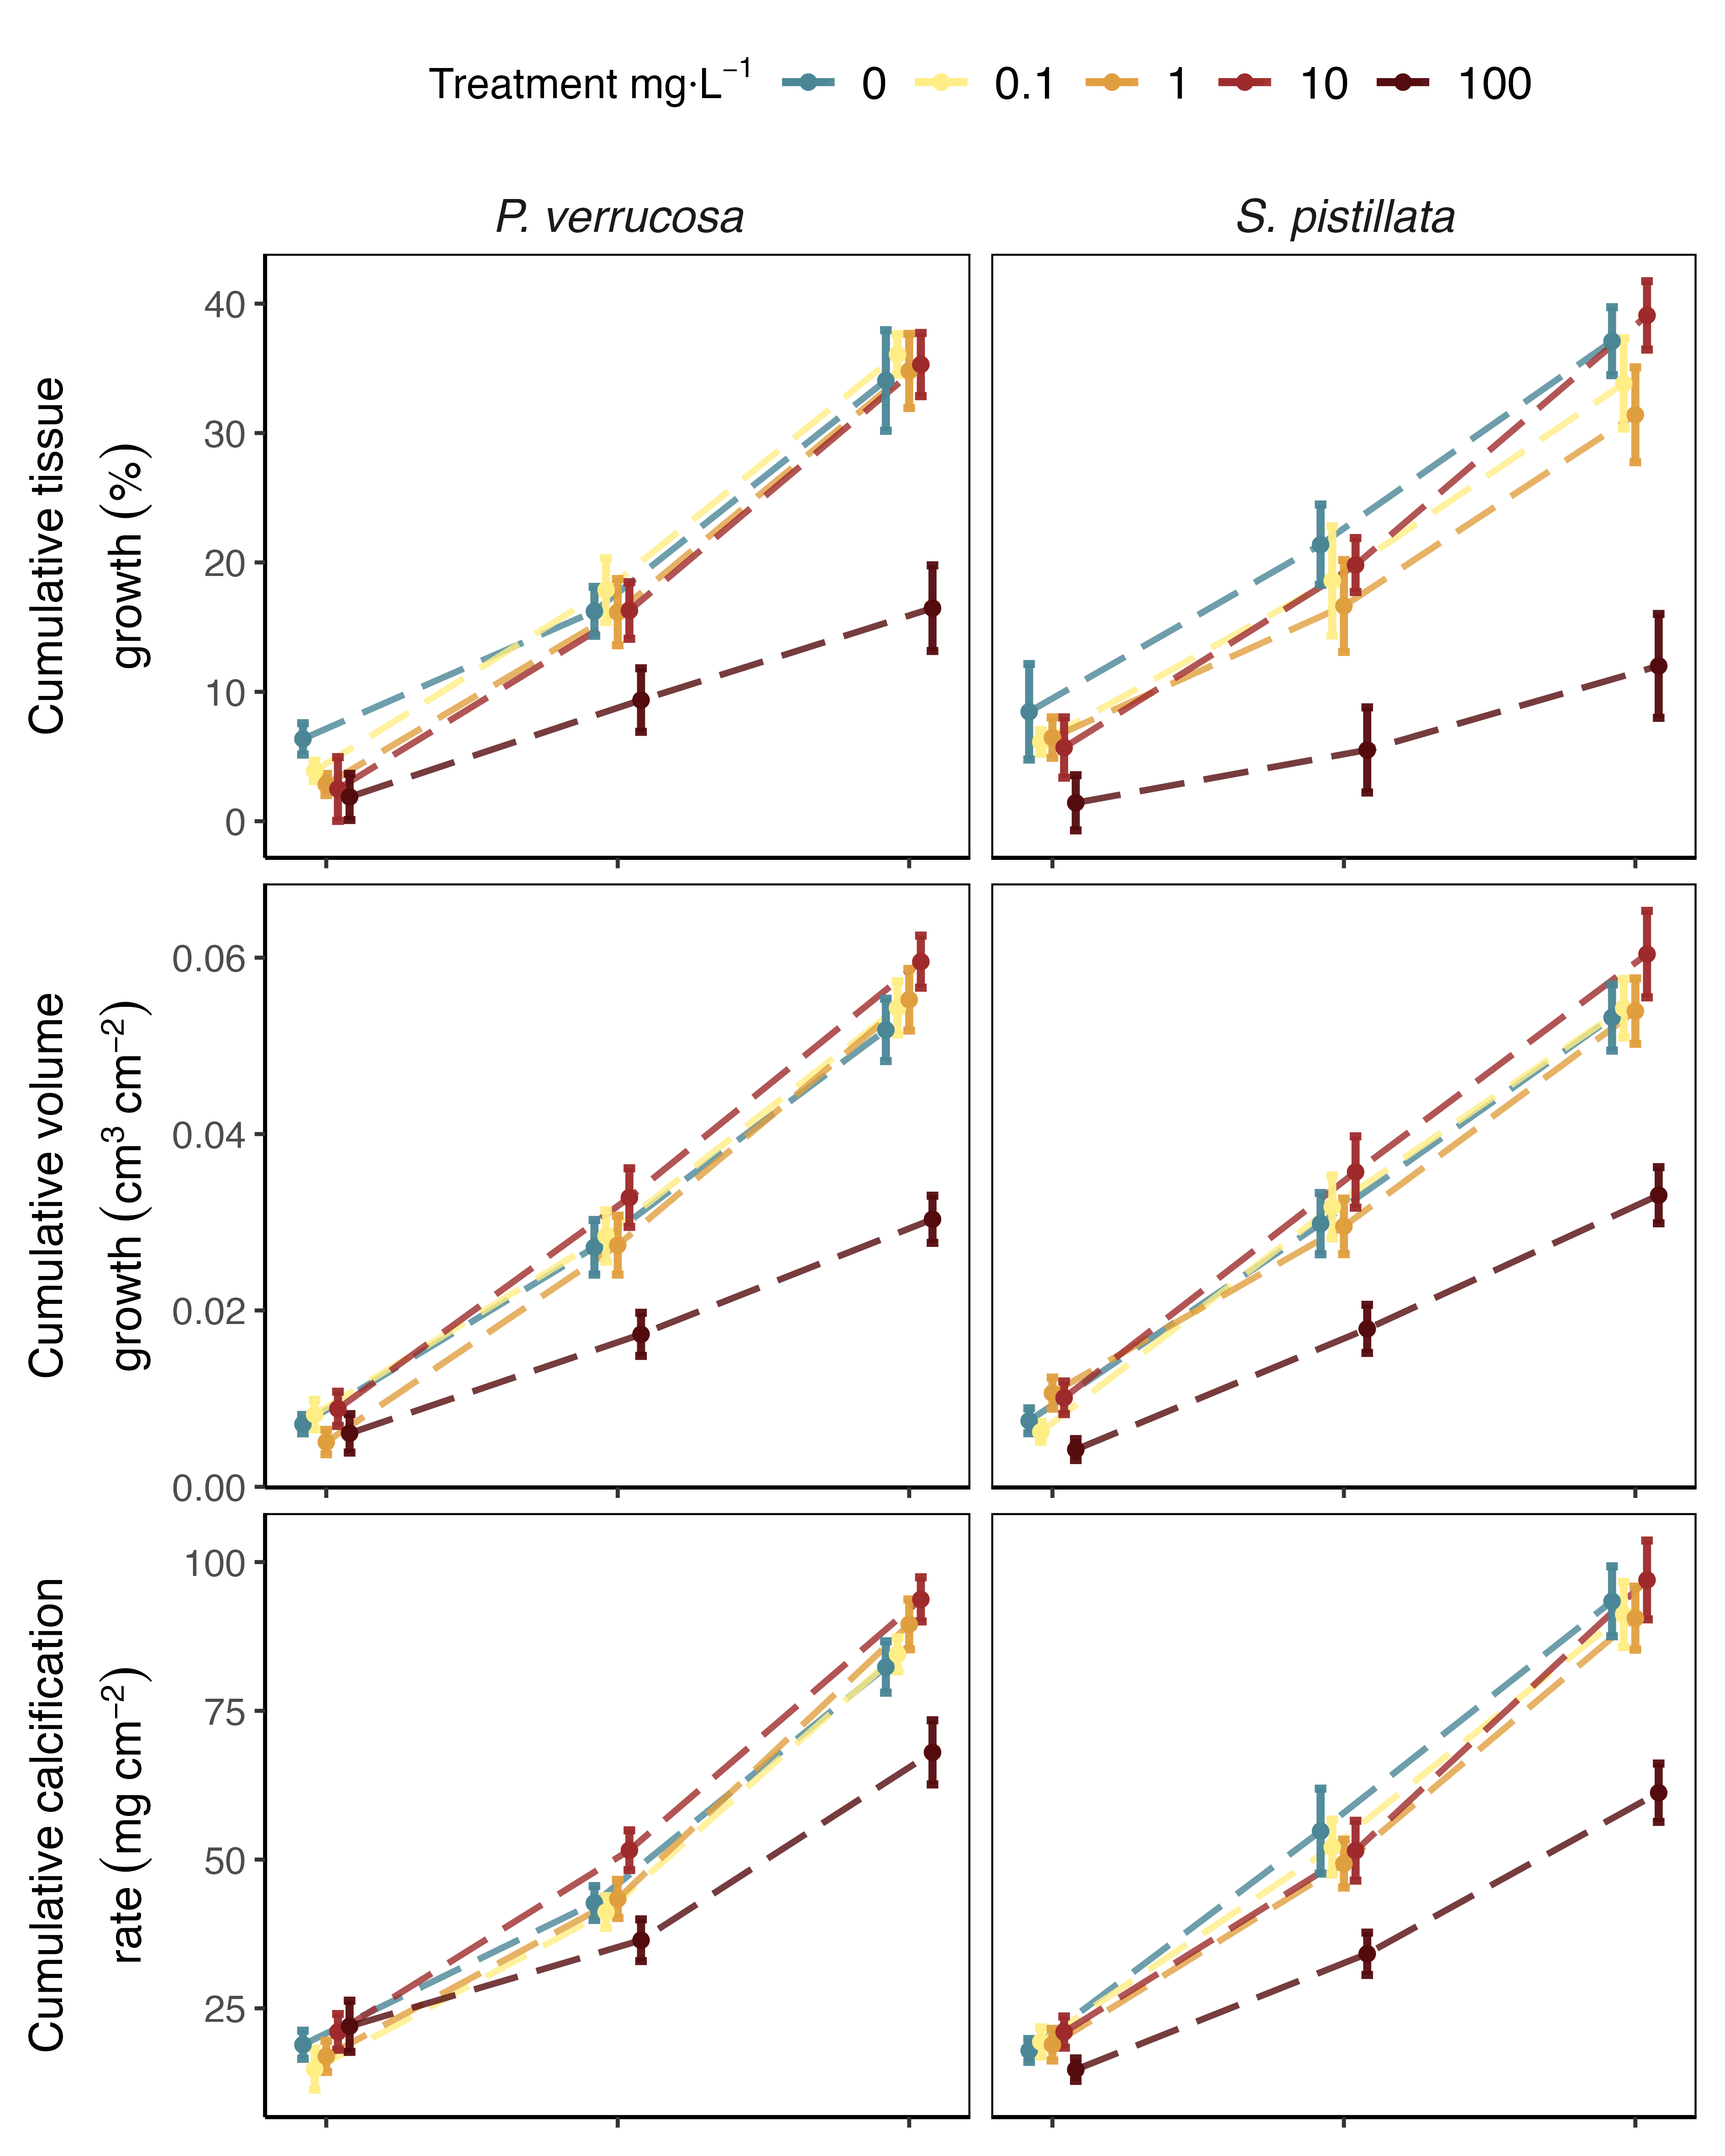 Treatment mg·L⁻¹ 0 0.1 1 10 100
P. verrucosa S. pistillata
Cumulative tissue
growth (%)
40
30
20
10
0
Cumulative volume
growth (cm³ cm⁻²)
0.06
0.04
0.02
0.00
Cumulative calcification
rate (mg cm⁻²)
100
75
50
25